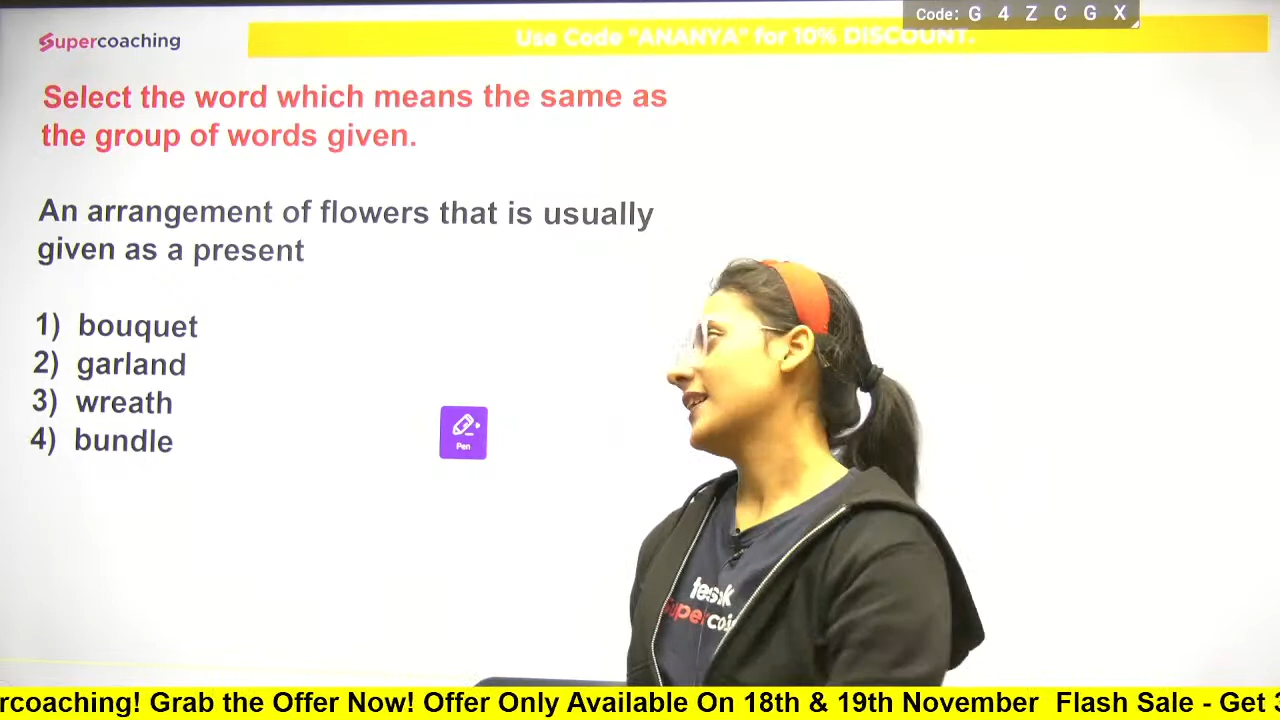 Code: G 4 Z C G X
Supercoaching
Use Code "ANANYA" for 10% DISCOUNT.
Select the word which means the same as
the group of words given.
An arrangement of flowers that is usually
given as a present
1) bouquet
2) garland
3) wreath
4) bundle
Pen
rcoaching! Grab the Offer Now! Offer Only Available On 18th & 19th November Flash Sale - Get